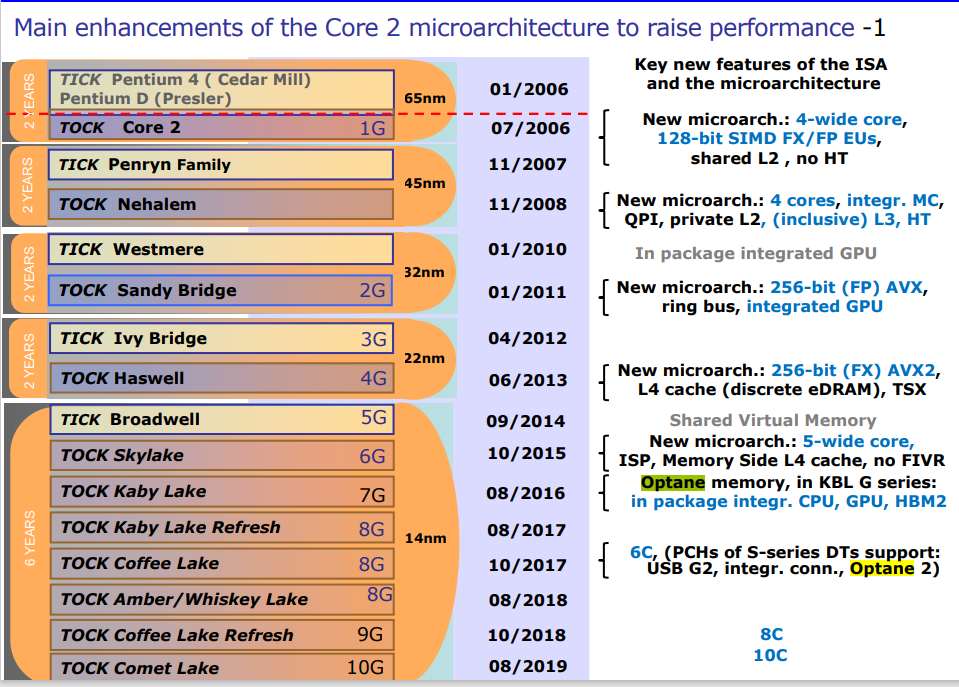 Main enhancements of the Core 2 microarchitecture to raise performance -1
Key new features of the ISA
and the microarchitecture
2 YEARS
TICK Pentium 4 ( Cedar Mill)
Pentium D (Presler)
65nm
01/2006
TOCK Core 2 1G
07/2006
New microarch.: 4-wide core,
128-bit SIMD FX/FP EUs,
shared L2 , no HT
2 YEARS
TICK Penryn Family
45nm
11/2007
TOCK Nehalem
11/2008
New microarch.: 4 cores, integr. MC,
QPI, private L2, (inclusive) L3, HT
2 YEARS
TICK Westmere
32nm
01/2010
In package integrated GPU
TOCK Sandy Bridge 2G
01/2011
New microarch.: 256-bit (FP) AVX,
ring bus, integrated GPU
2 YEARS
TICK Ivy Bridge 3G
22nm
04/2012
TOCK Haswell 4G
06/2013
New microarch.: 256-bit (FX) AVX2,
L4 cache (discrete eDRAM), TSX
6 YEARS
14nm
TICK Broadwell 5G
09/2014
Shared Virtual Memory
TOCK Skylake 6G
10/2015
New microarch.: 5-wide core,
ISP, Memory Side L4 cache, no FIVR
TOCK Kaby Lake 7G
08/2016
Optane memory, in KBL G series:
in package integr. CPU, GPU, HBM2
TOCK Kaby Lake Refresh 8G
08/2017
TOCK Coffee Lake 8G
10/2017
6C, (PCHs of S-series DTs support:
USB G2, integr. conn., Optane 2)
TOCK Amber/Whiskey Lake 8G
08/2018
TOCK Coffee Lake Refresh 9G
10/2018
8C
TOCK Comet Lake 10G
08/2019
10C